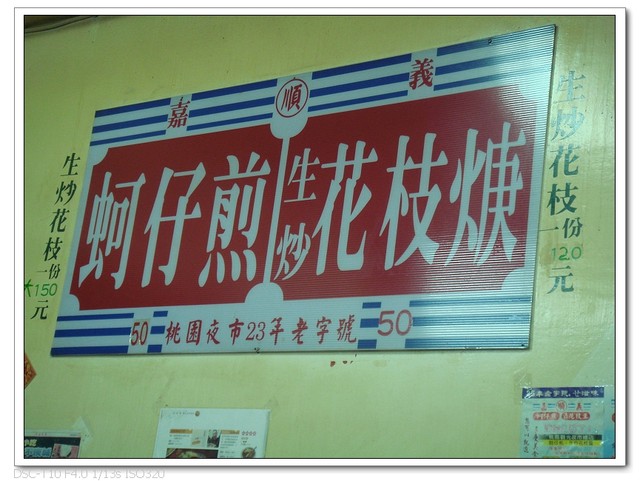 嘉 順 義
蚵仔煎 生炒 花枝焿
50 桃園夜市23年老字號 50
生炒花枝一份
150元
生炒花枝一份
120元
DSC-T10 F4.0 1/13s ISO320